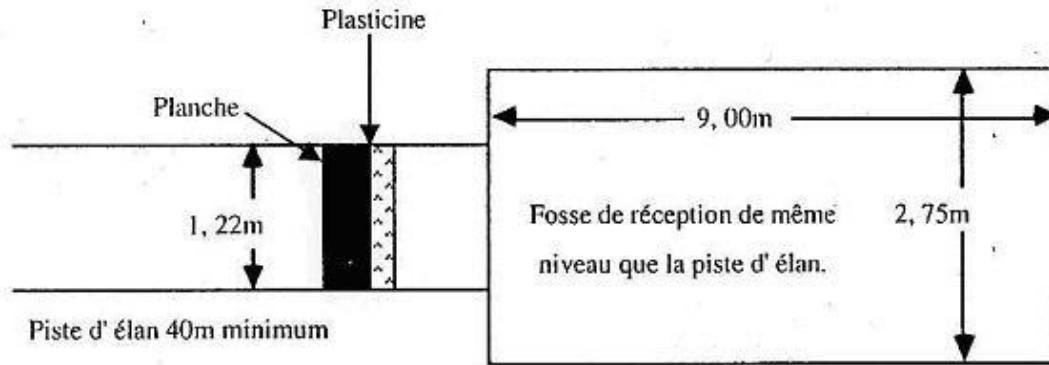 Plasticine
Planche
9, 00m
1, 22m
Fosse de réception de même
2, 75m
niveau que la piste d' élan.
Piste d' élan 40m minimum